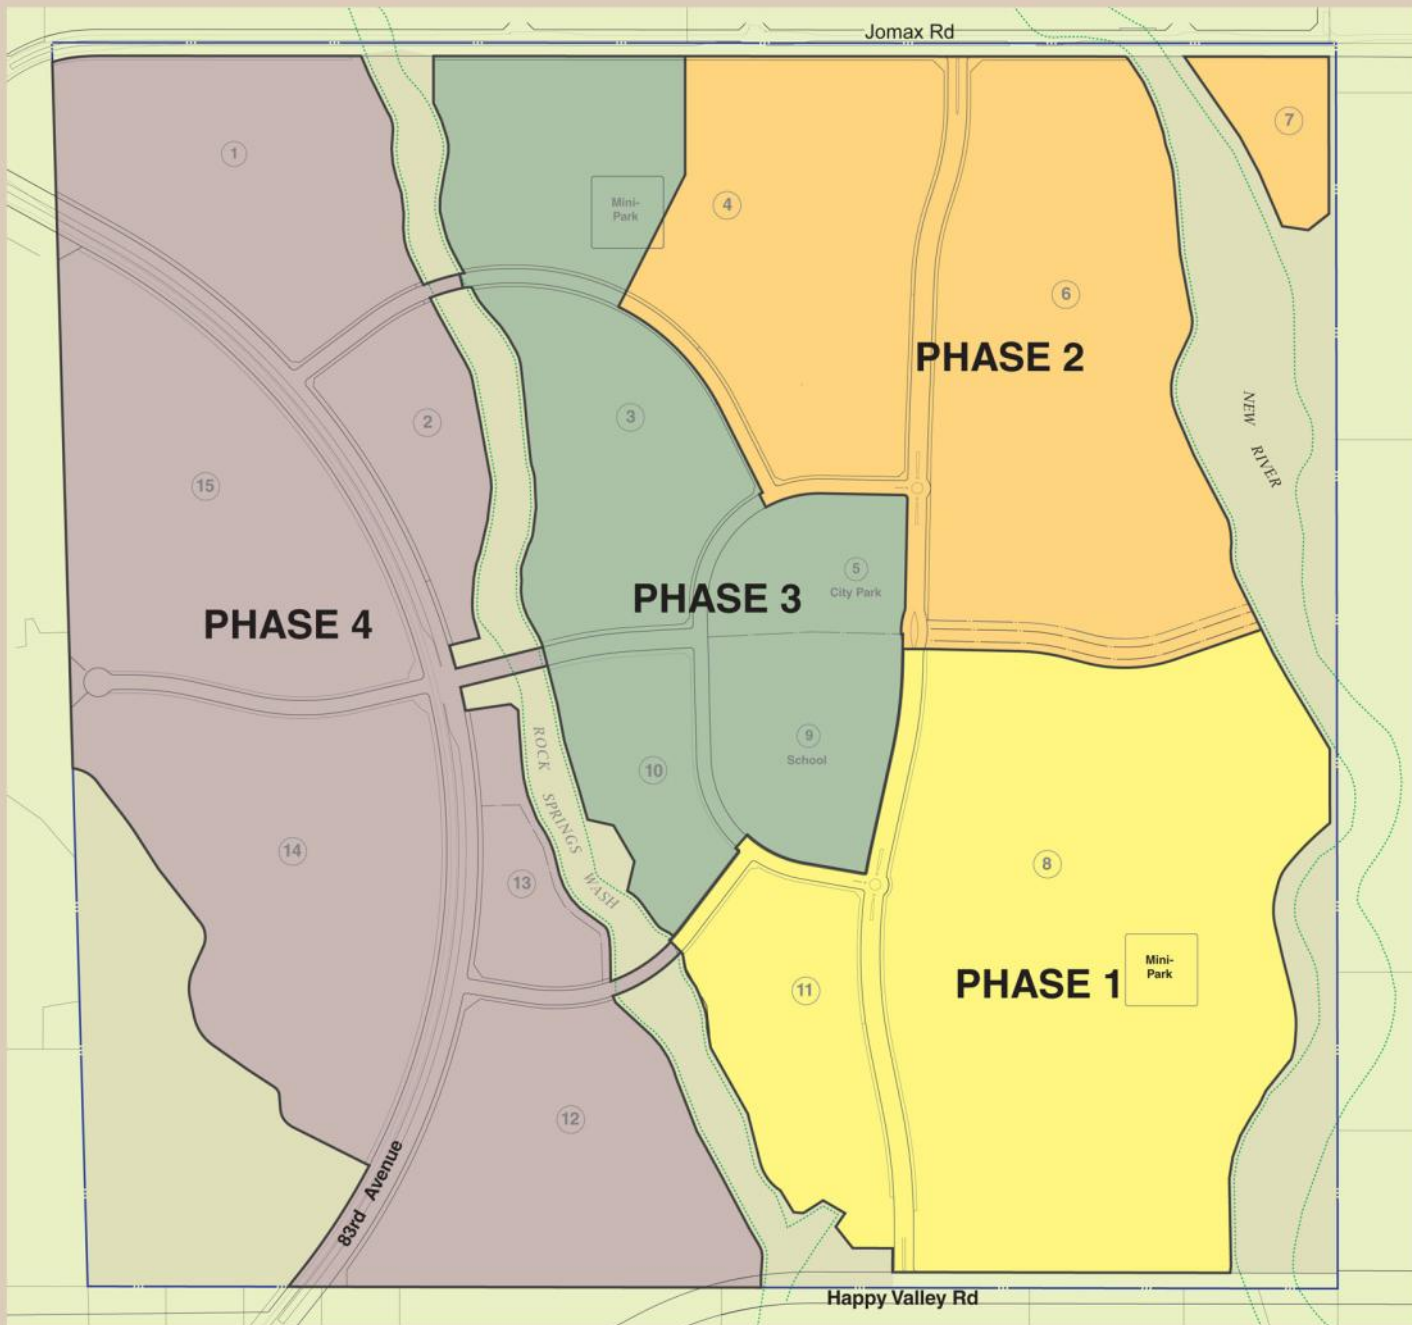 Jomax Rd
7
1
Mini-
Park
4
6
PHASE 2
NEW
RIVER
3
2
15
5
City Park
PHASE 3
PHASE 4
9
School
10
ROCK
SPRINGS
WASH
14
13
8
Mini-
Park
PHASE 1
11
12
83rd Avenue
Happy Valley Rd